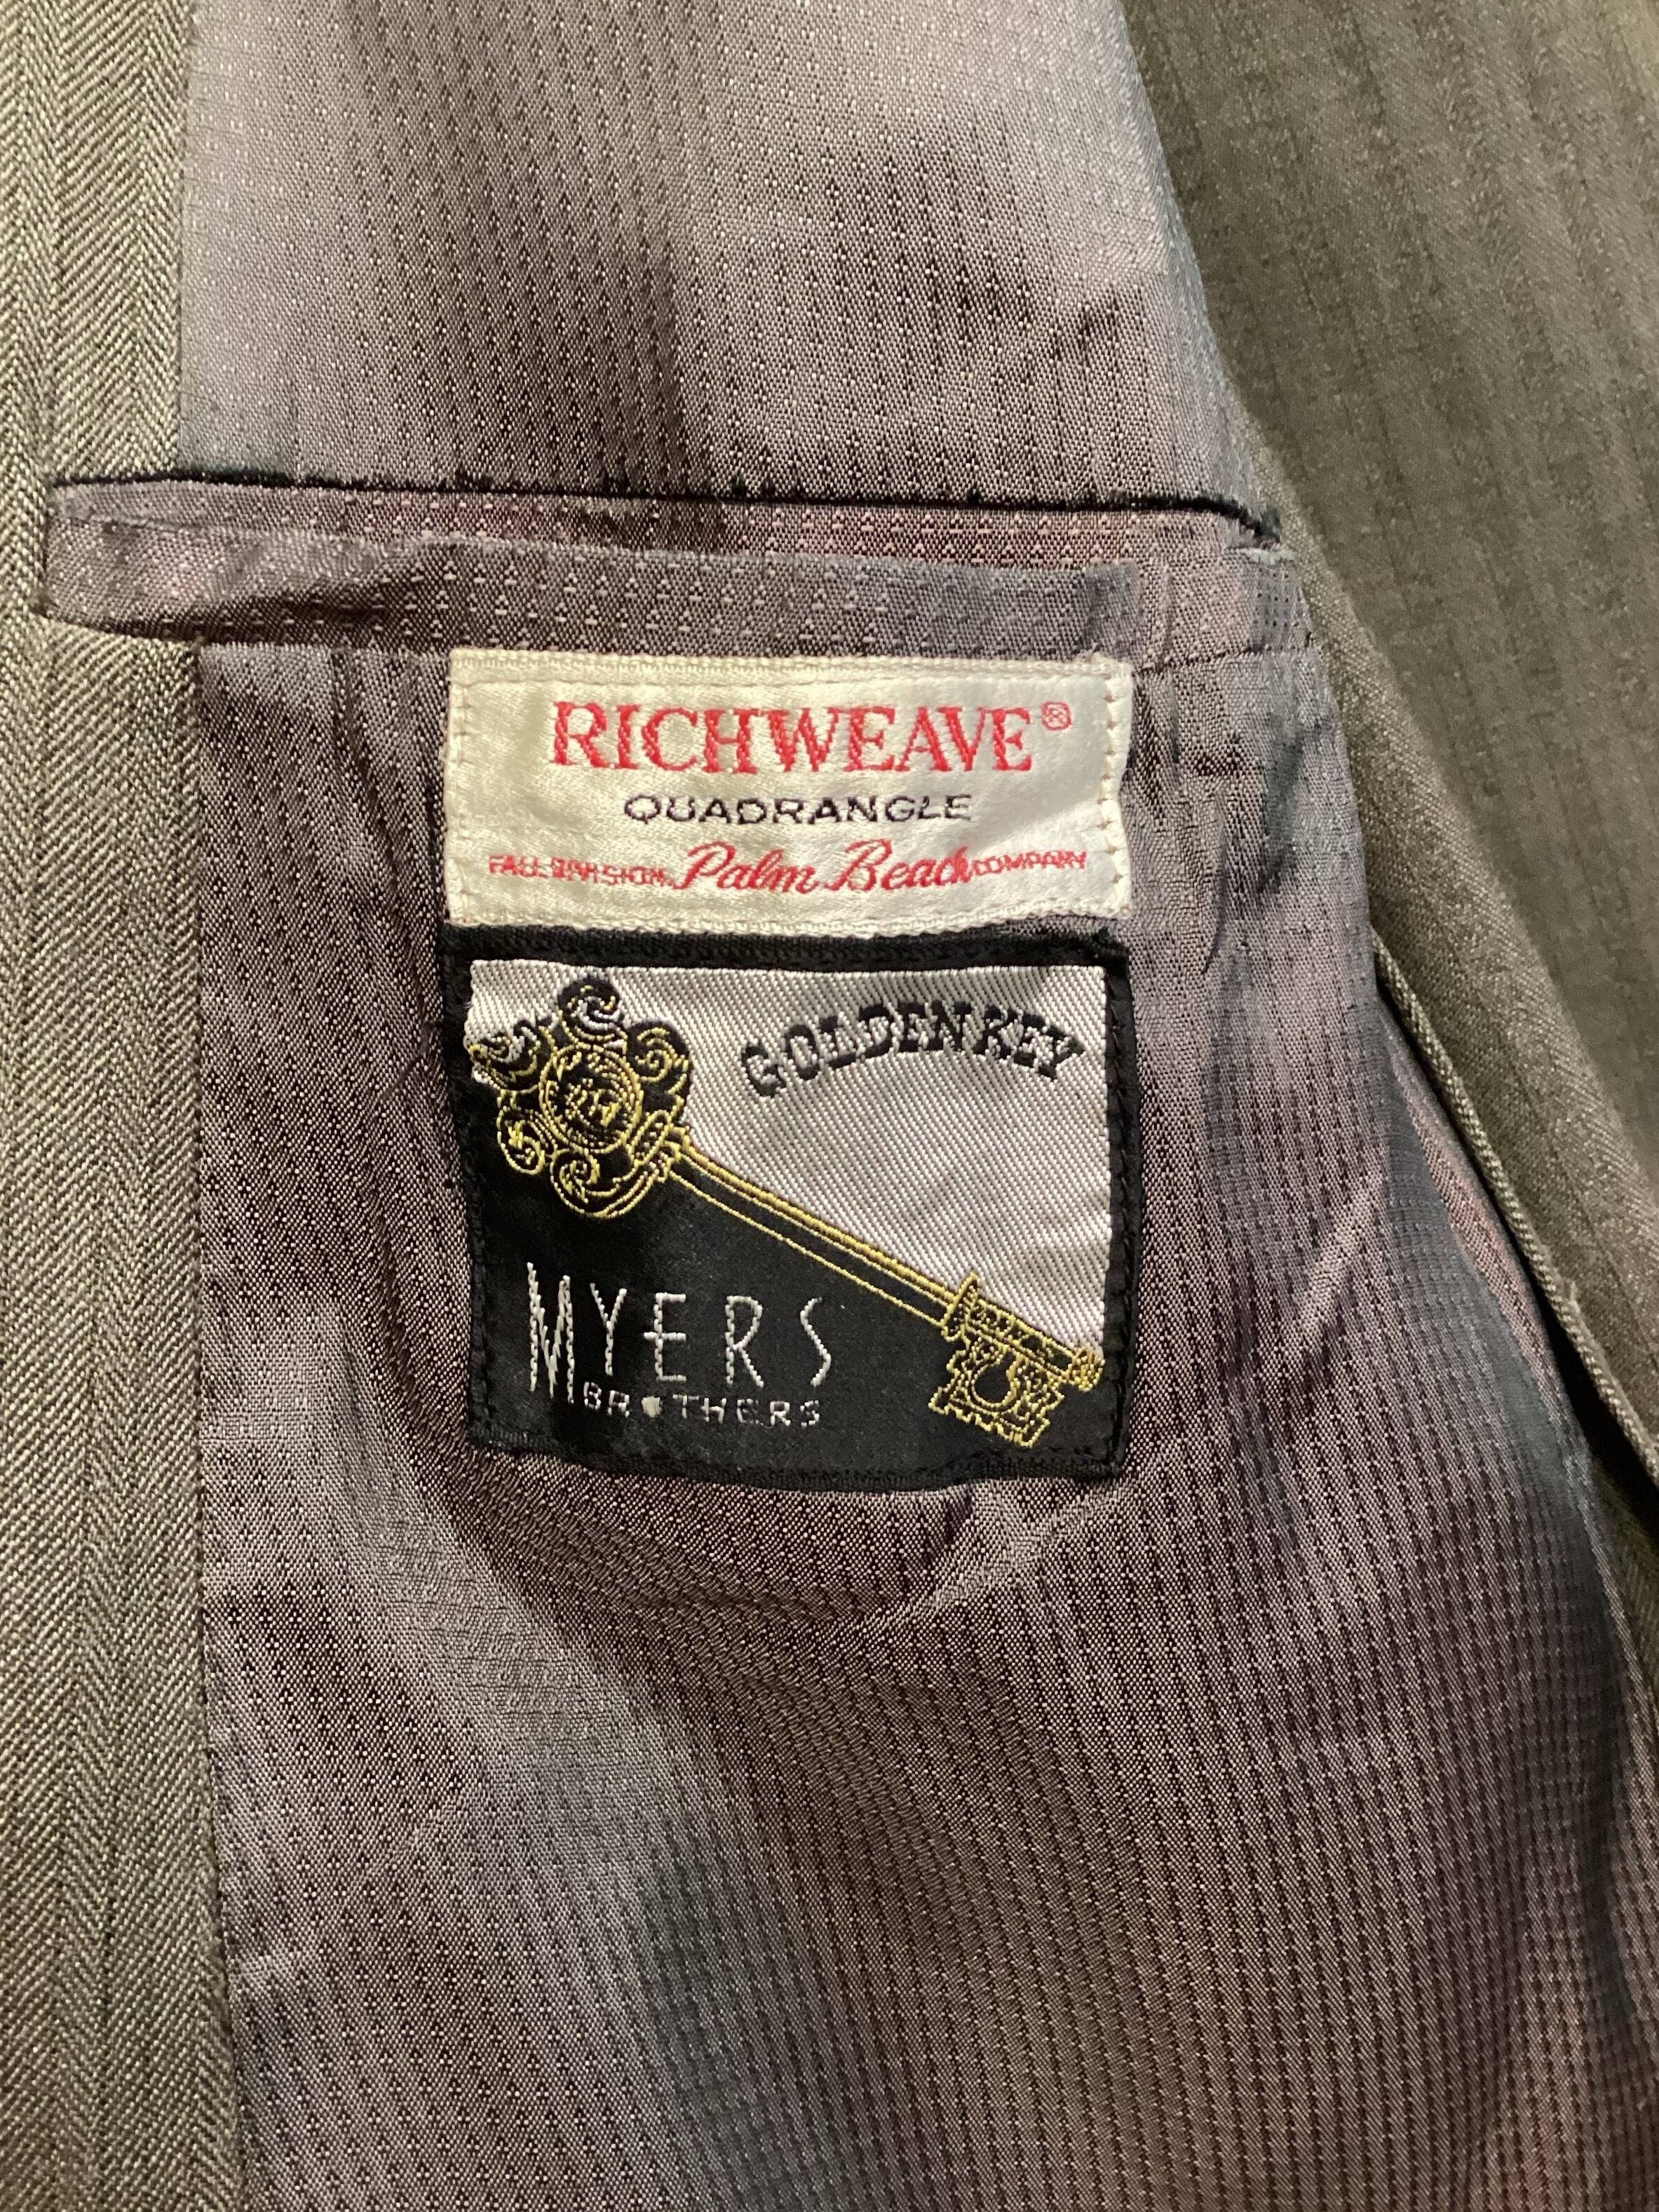 RICHWEAVE®
QUADRANGLE
FALL DIVISION, Palm Beach COMPANY
GOLDEN KEY
MYERS
BROTHERS